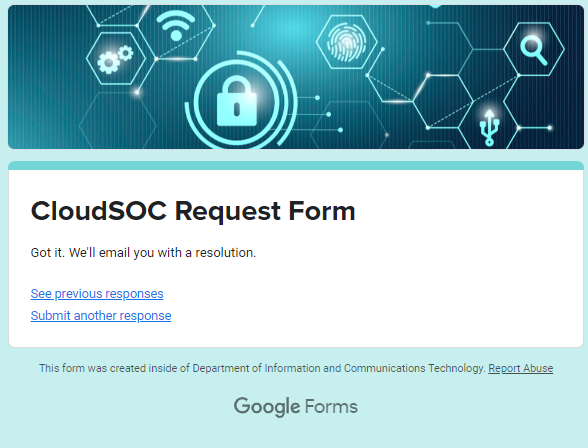 CloudSOC Request Form
Got it. We'll email you with a resolution.
See previous responses
Submit another response
This form was created inside of Department of Information and Communications Technology. Report Abuse
Google Forms